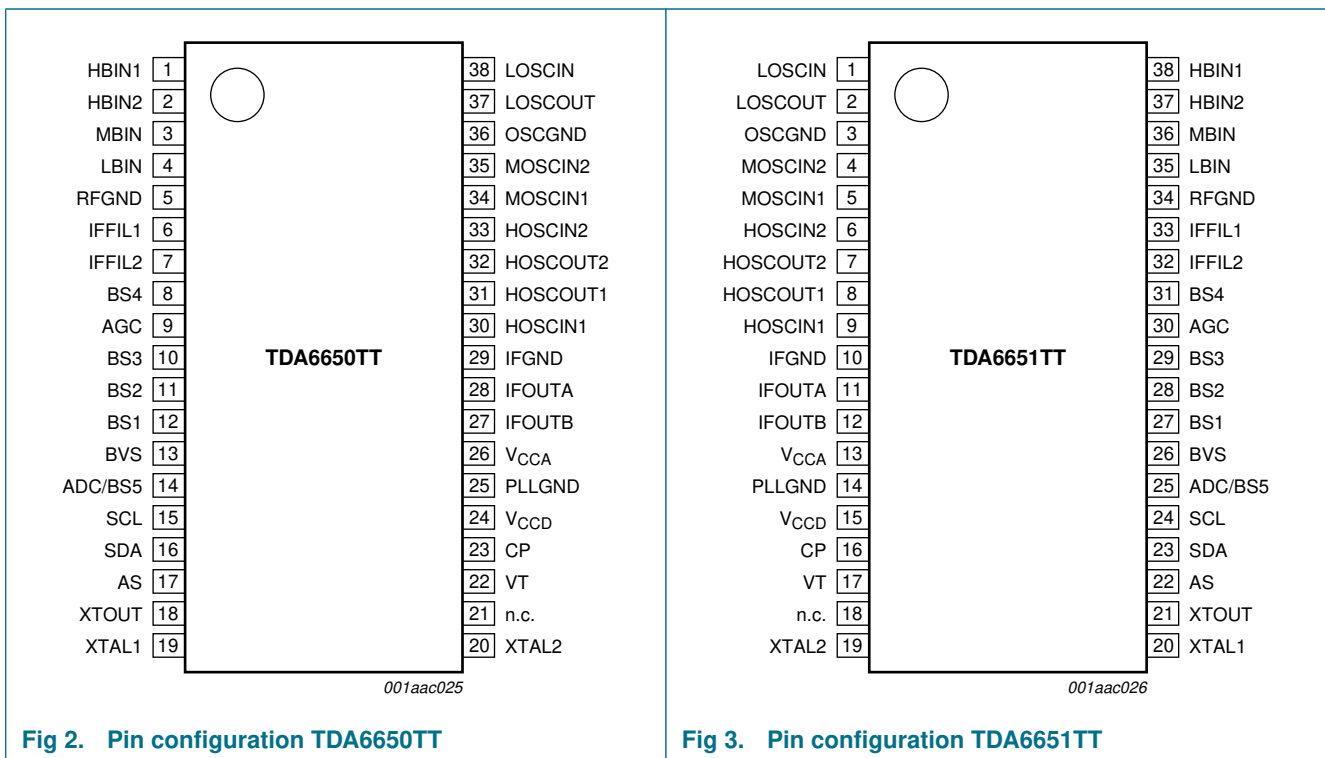 HBIN1 1 38 LOSCIN
HBIN2 2 37 LOSCOUT
MBIN 3 36 OSCGND
LBIN 4 35 MOSCIN2
RFGND 5 34 MOSCIN1
IFFIL1 6 33 HOSCIN2
IFFIL2 7 32 HOSCOUT2
BS4 8 31 HOSCOUT1
AGC 9 30 HOSCIN1
BS3 10 TDA6650TT 29 IFGND
BS2 11 28 IFOUTA
BS1 12 27 IFOUTB
BVS 13 26 VCCA
ADC/BS5 14 25 PLLGND
SCL 15 24 VCCD
SDA 16 23 CP
AS 17 22 VT
XTOUT 18 21 n.c.
XTAL1 19 20 XTAL2
001aac025
Fig 2. Pin configuration TDA6650TT
LOSCIN 1 38 HBIN1
LOSCOUT 2 37 HBIN2
OSCGND 3 36 MBIN
MOSCIN2 4 35 LBIN
MOSCIN1 5 34 RFGND
HOSCIN2 6 33 IFFIL1
HOSCOUT2 7 32 IFFIL2
HOSCOUT1 8 31 BS4
HOSCIN1 9 30 AGC
IFGND 10 TDA6651TT 29 BS3
IFOUTA 11 28 BS2
IFOUTB 12 27 BS1
VCCA 13 26 BVS
PLLGND 14 25 ADC/BS5
VCCD 15 24 SCL
CP 16 23 SDA
VT 17 22 AS
n.c. 18 21 XTOUT
XTAL2 19 20 XTAL1
001aac026
Fig 3. Pin configuration TDA6651TT